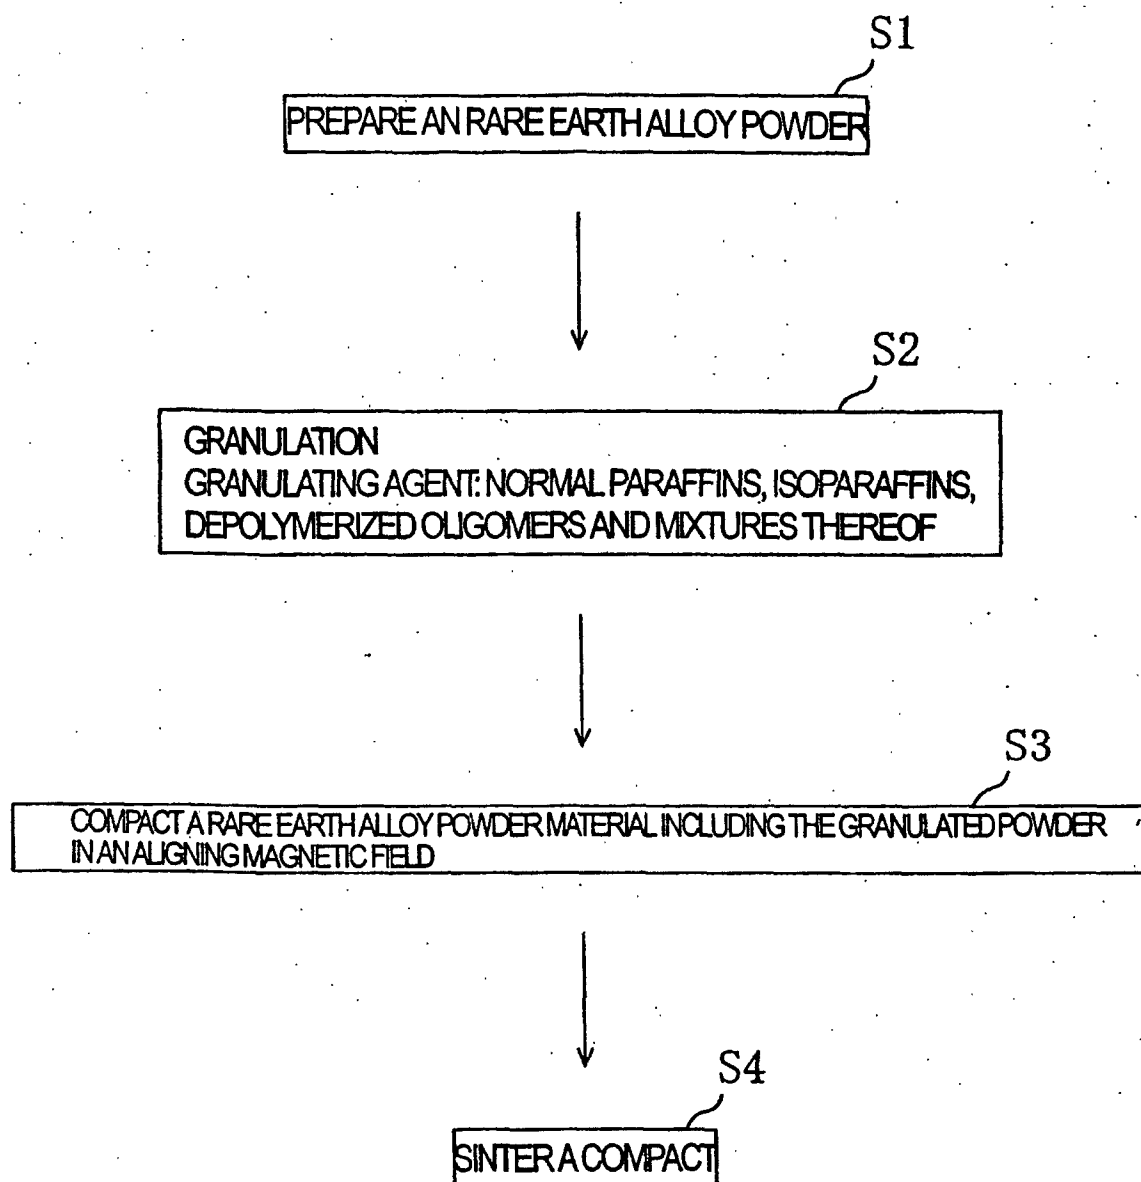 S1
PREPARE AN RARE EARTH ALLOY POWDER
S2
GRANULATION
GRANULATING AGENT: NORMAL PARAFFINS, ISOPARAFFINS,
DEPOLYMERIZED OLIGOMERS AND MIXTURES THEREOF
S3
COMPACT A RARE EARTH ALLOY POWDER MATERIAL INCLUDING THE GRANULATED POWDER
IN AN ALIGNING MAGNETIC FIELD
S4
SINTER A COMPACT